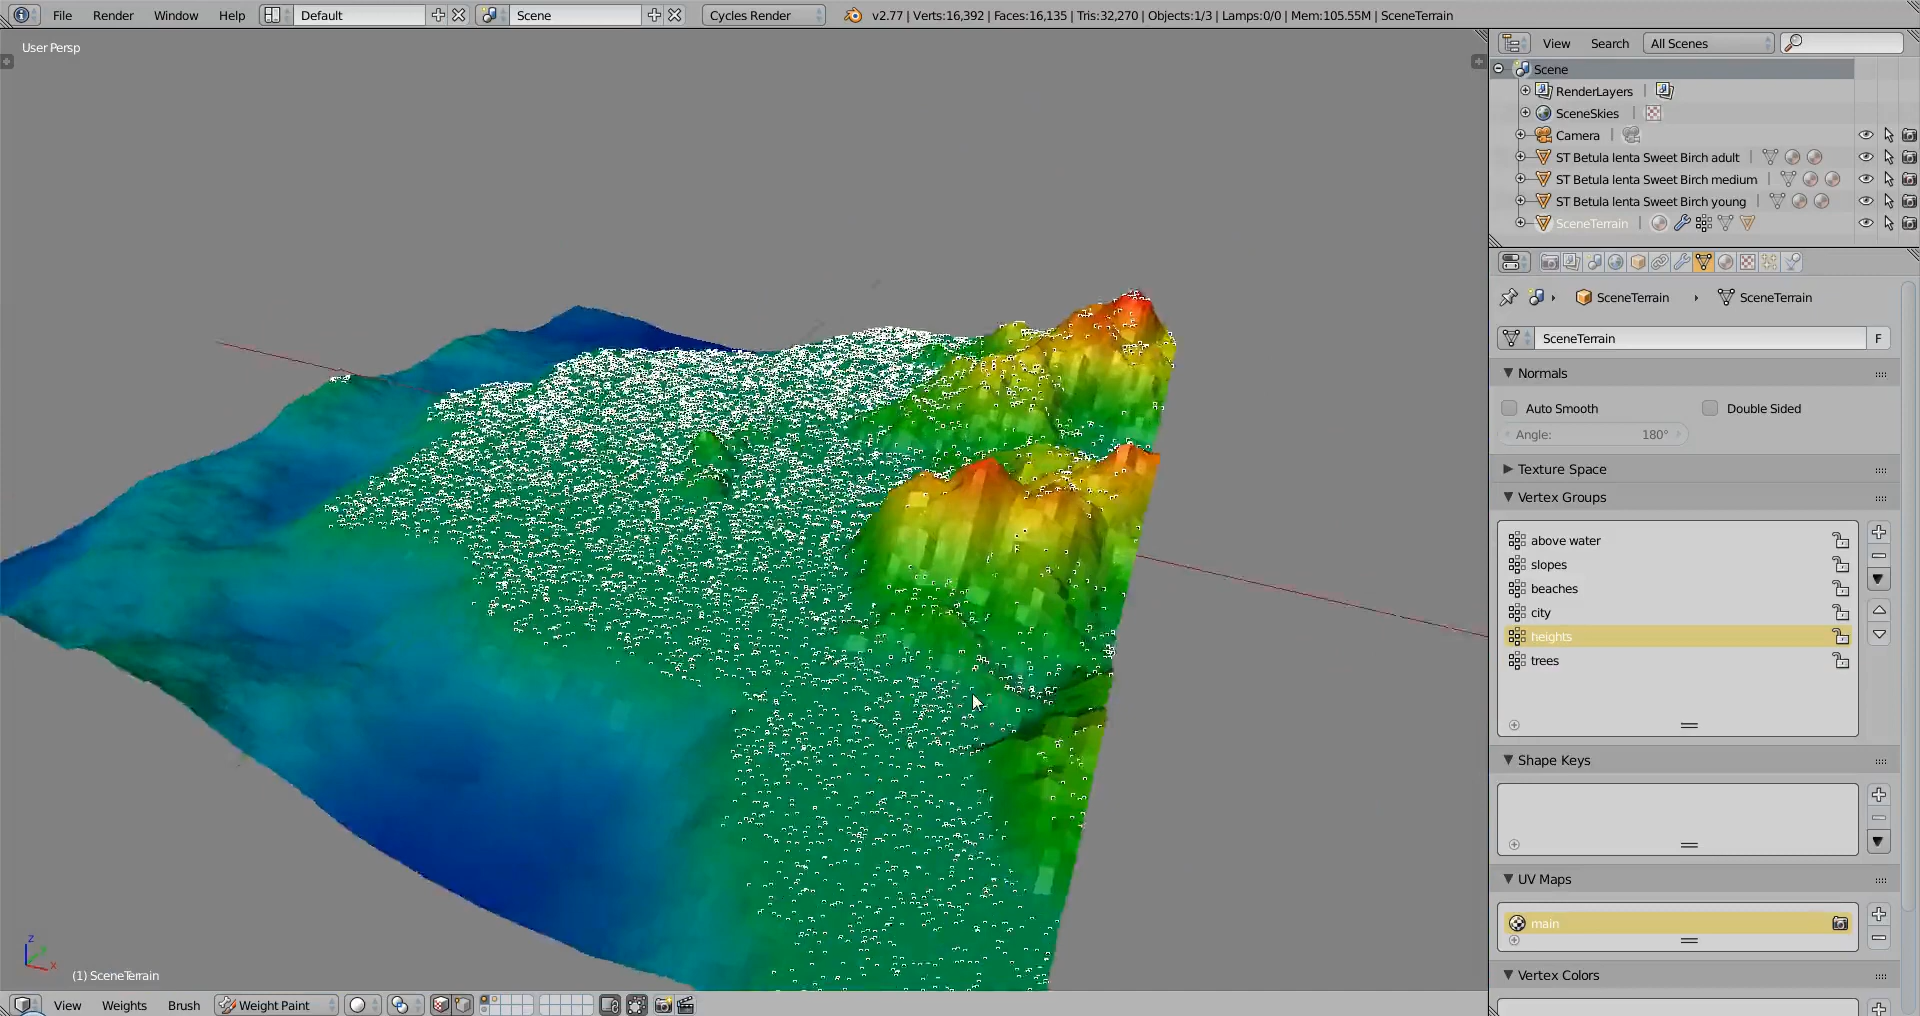 File Render Window Help Default Scene Cycles Render v2.77 | Verts:16,392 | Faces:16,135 | Tris:32,270 | Objects:1/3 | Lamps:0/0 | Mem:105.55M | SceneTerrain
User Persp
View Search All Scenes
Scene
RenderLayers
SceneSkies
Camera
ST Betula lenta Sweet Birch adult
ST Betula lenta Sweet Birch medium
ST Betula lenta Sweet Birch young
SceneTerrain
SceneTerrain SceneTerrain
SceneTerrain F
Normals
Auto Smooth Double Sided
Angle: 180°
Texture Space
Vertex Groups
above water
slopes
beaches
city
heights
trees
Shape Keys
UV Maps
main
Vertex Colors
z
x
(1) SceneTerrain
View Weights Brush Weight Paint